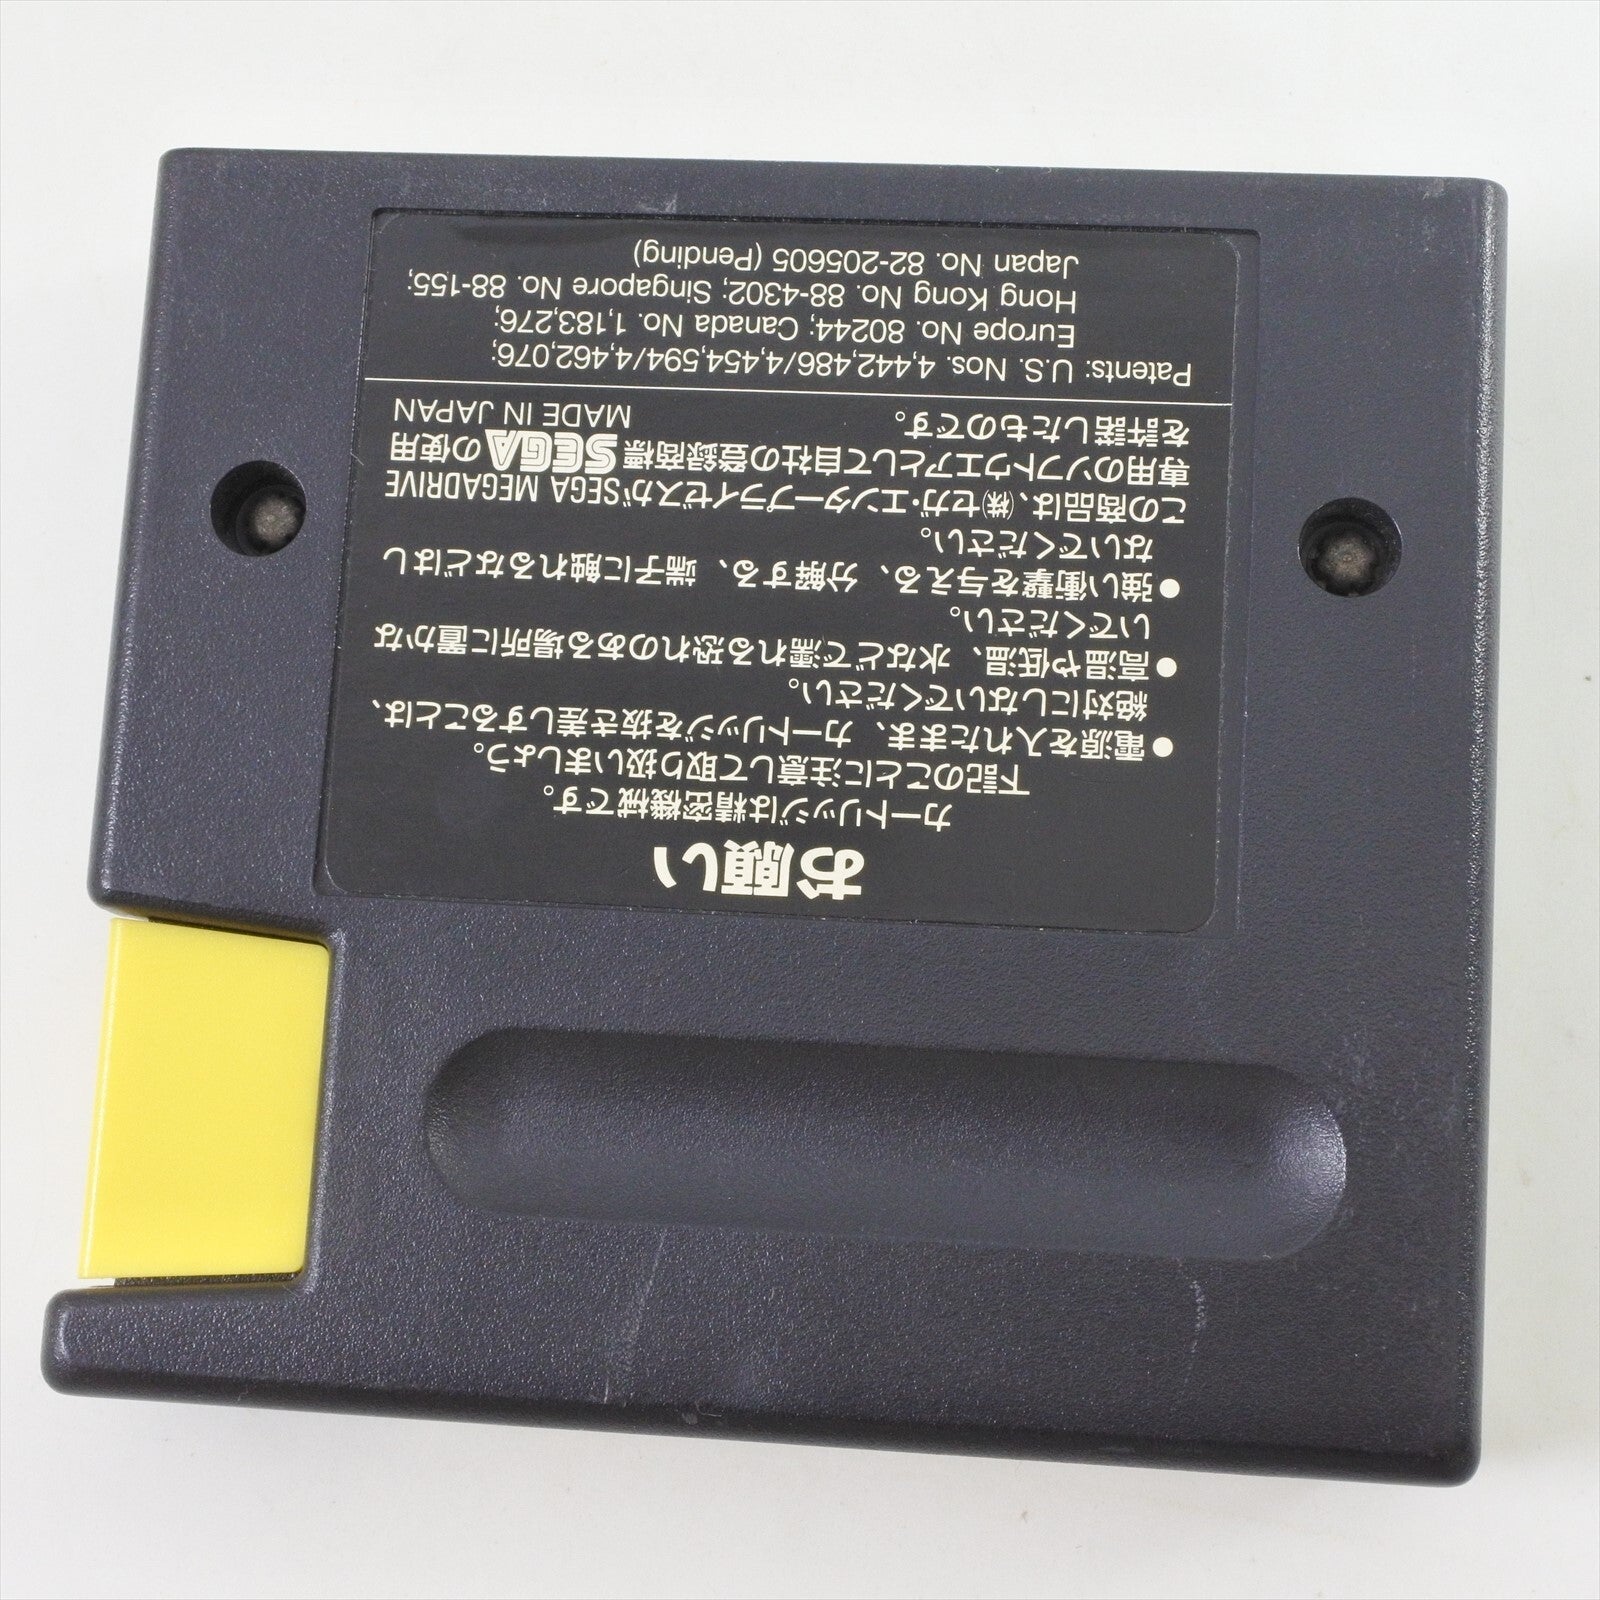 お願い
カートリッジは精密機械です。
下記のことに注意して取り扱いましょう。
●電源を入れたまま、カートリッジを抜き差しすることは、
絶対にしないでください。
●高温や低温、水などで濡れる恐れのある場所に置かな
いでください。
●強い衝撃を与える、分解する、端子に触れるなどはし
ないでください。
この商品は、㈱セガ・エンタープライゼスがSEGA MEGADRIVE
専用のソフトウエアとして自社の登録商標SEGAの使用
を許諾したものです。 MADE IN JAPAN
Patents: U.S. Nos. 4,442,486/4,454,594/4,462,076;
Europe No. 80244; Canada No. 1,183,276;
Hong Kong No. 88-4302; Singapore No. 88-155;
Japan No. 82-205605 (Pending)